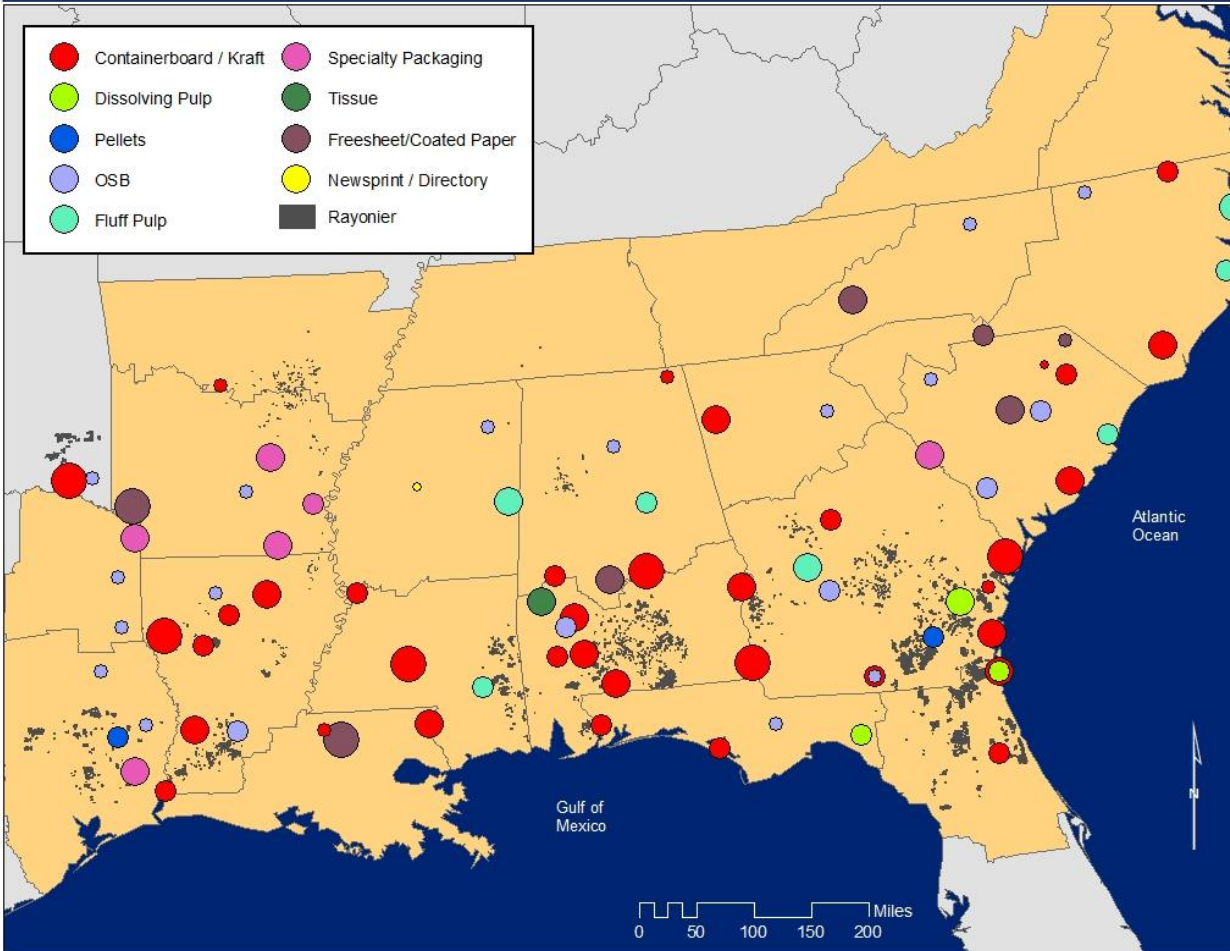 Containerboard / Kraft
Dissolving Pulp
Pellets
OSB
Fluff Pulp
Specialty Packaging
Tissue
Freesheet/Coated Paper
Newsprint / Directory
Rayonier
Atlantic
Ocean
Gulf of
Mexico
N
Miles
0 50 100 150 200